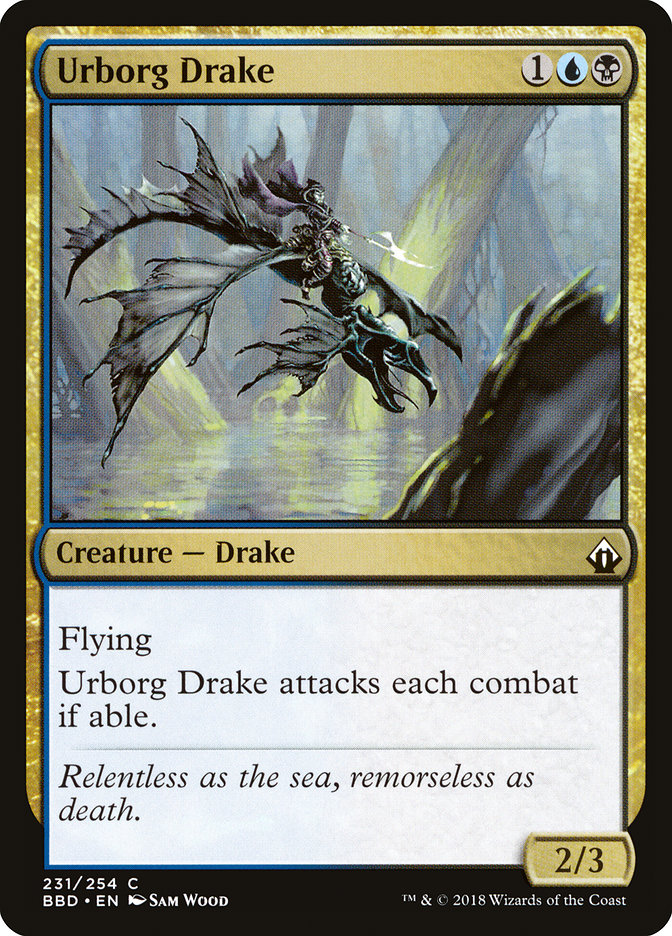 Urborg Drake 1
Creature — Drake
Flying
Urborg Drake attacks each combat
if able.
Relentless as the sea, remorseless as
death.
2/3
231/254 C
BBD • EN Sam Wood
™ & © 2018 Wizards of the Coast